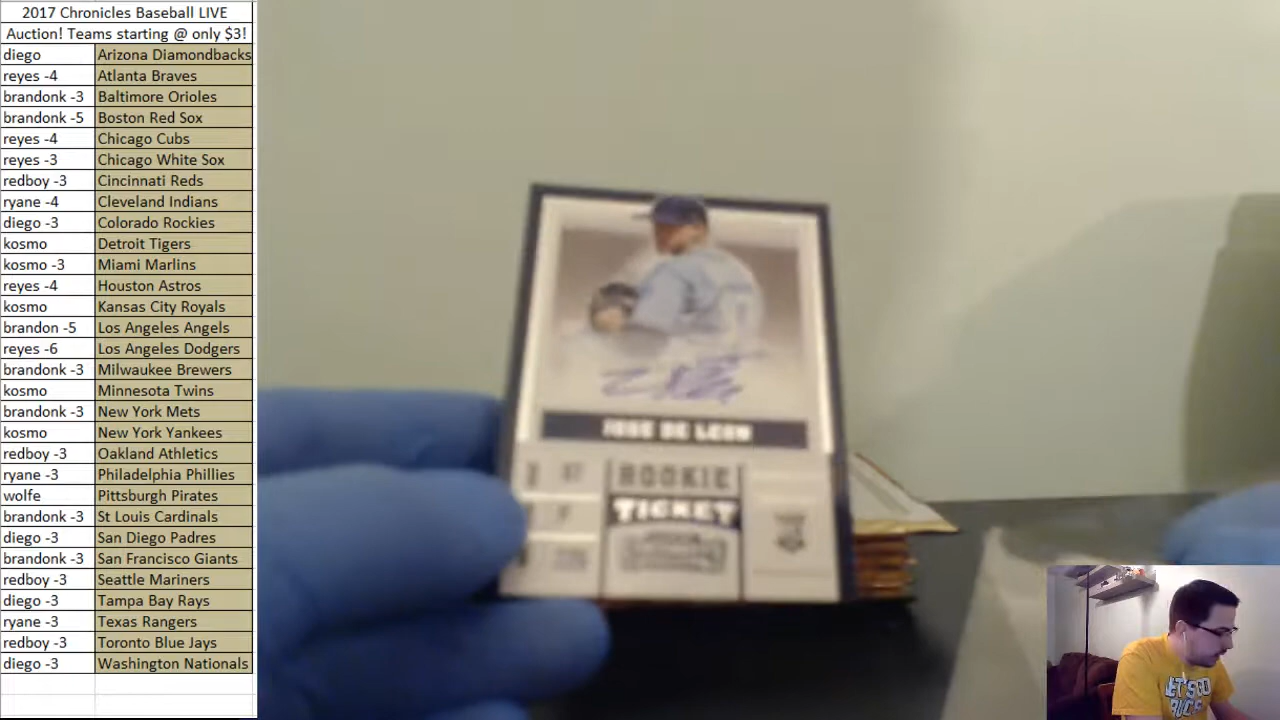 2017 Chronicles Baseball LIVE
Auction! Teams starting @ only $3!
diego Arizona Diamondbacks
reyes -4 Atlanta Braves
brandonk -3 Baltimore Orioles
brandonk -5 Boston Red Sox
reyes -4 Chicago Cubs
reyes -3 Chicago White Sox
redboy -3 Cincinnati Reds
ryane -4 Cleveland Indians
diego -3 Colorado Rockies
kosmo Detroit Tigers
kosmo -3 Miami Marlins
reyes -4 Houston Astros
kosmo Kansas City Royals
brandon -5 Los Angeles Angels
reyes -6 Los Angeles Dodgers
brandonk -3 Milwaukee Brewers
kosmo Minnesota Twins
brandonk -3 New York Mets
kosmo New York Yankees
redboy -3 Oakland Athletics
ryane -3 Philadelphia Phillies
wolfe Pittsburgh Pirates
brandonk -3 St Louis Cardinals
diego -3 San Diego Padres
brandonk -3 San Francisco Giants
redboy -3 Seattle Mariners
diego -3 Tampa Bay Rays
ryane -3 Texas Rangers
redboy -3 Toronto Blue Jays
diego -3 Washington Nationals
JOSE DE LEON
ROOKIE
TICKET
LET'S GO
BUCS